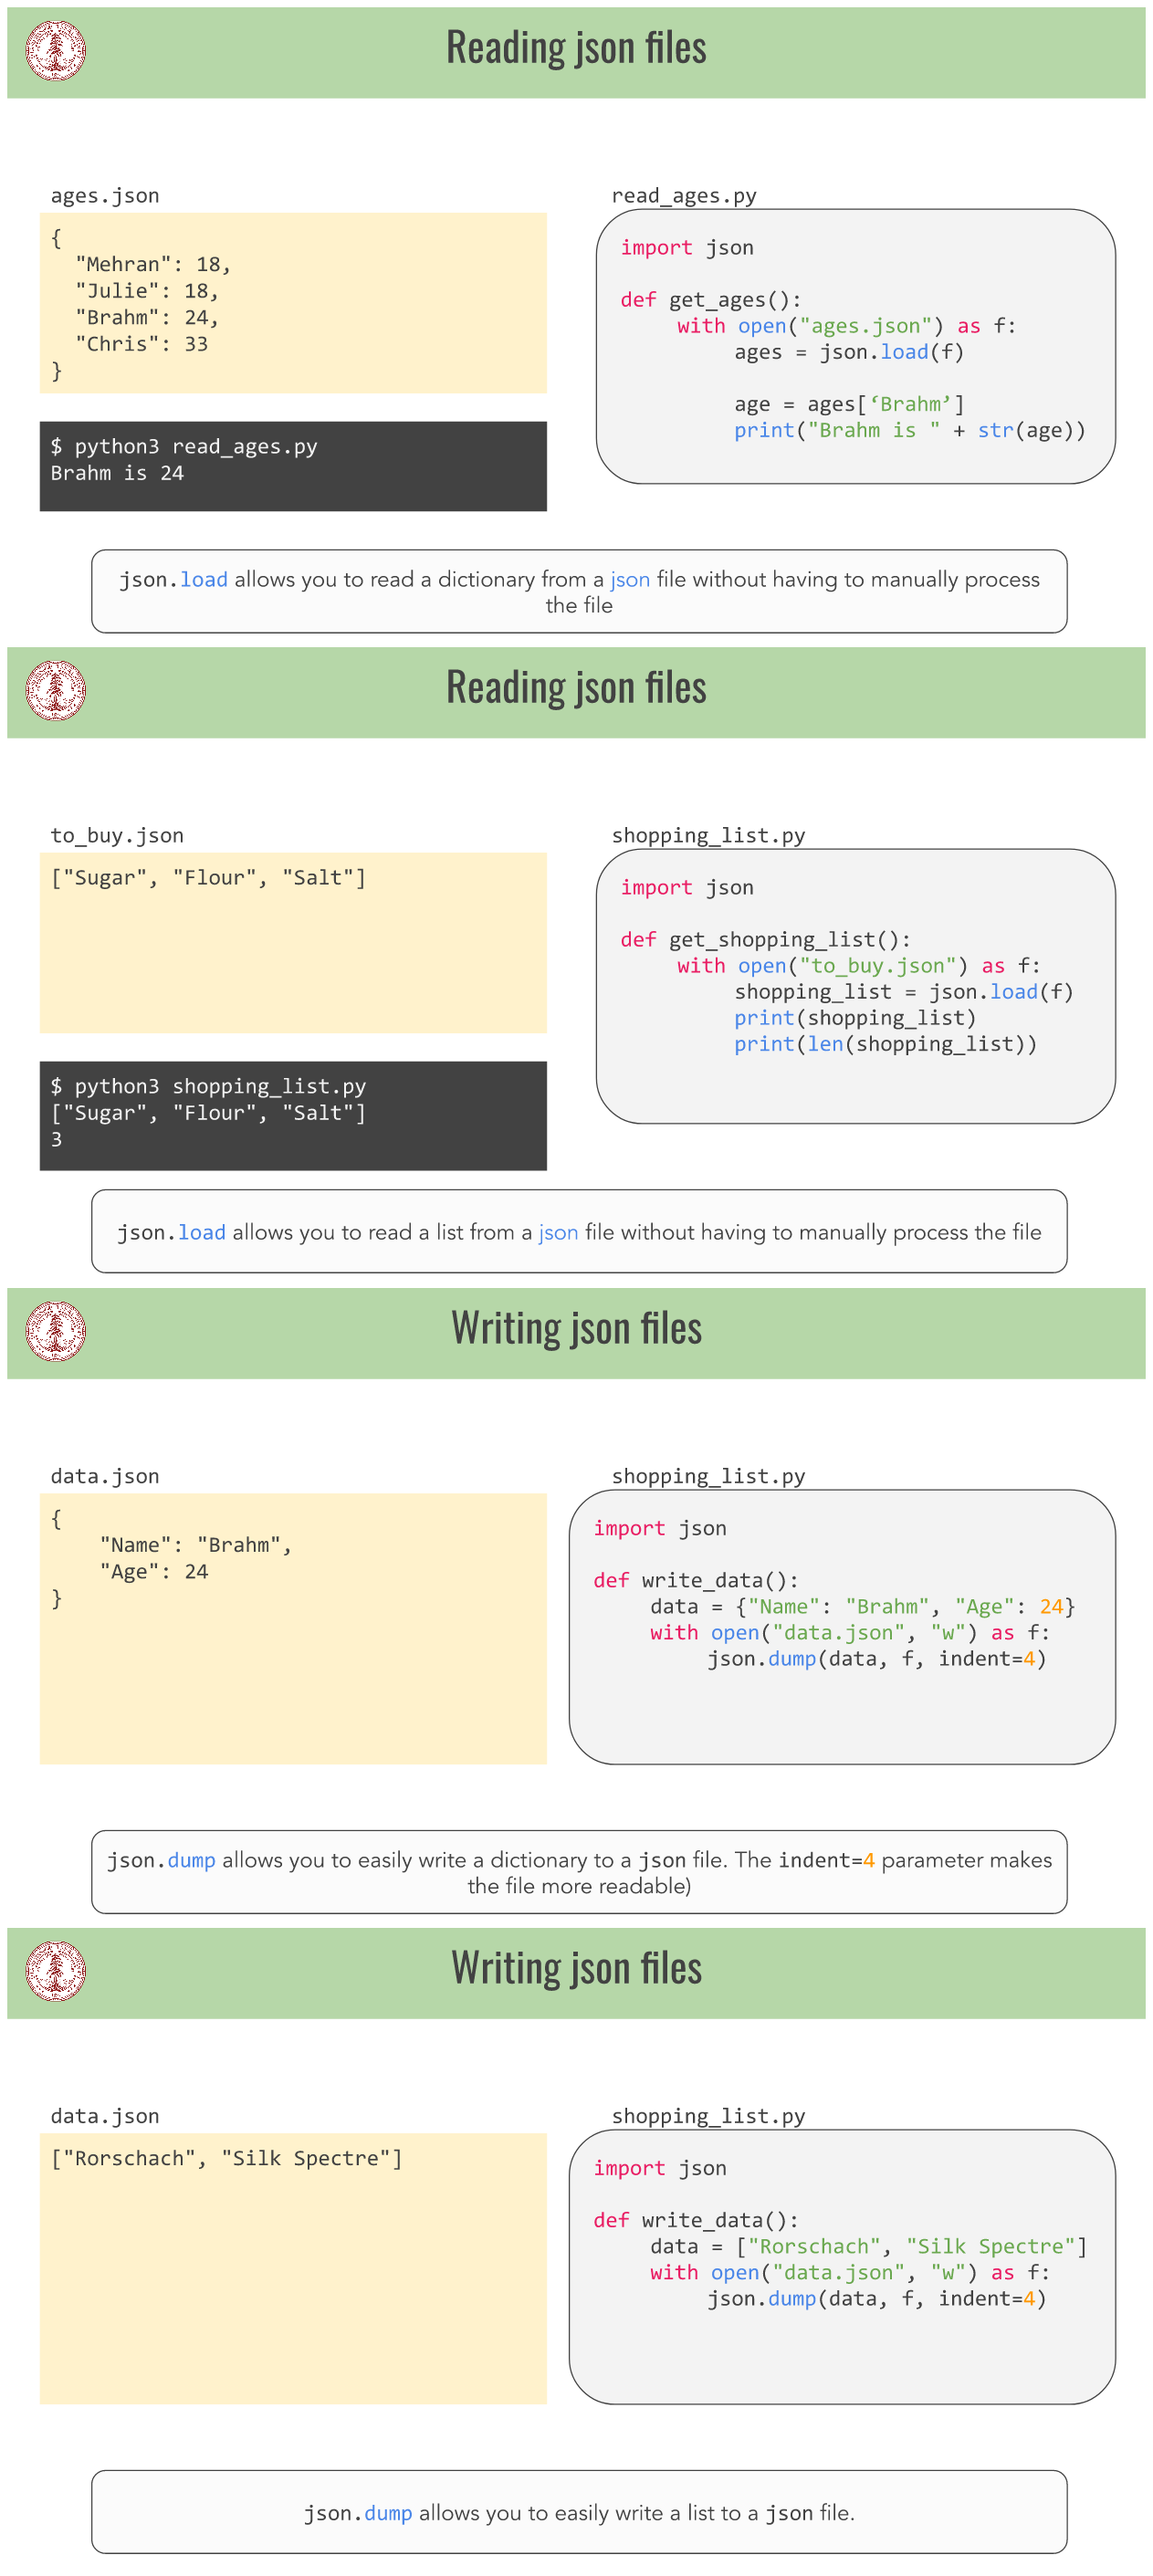 Reading json files
ages.json
{
  "Mehran": 18,
  "Julie": 18,
  "Brahm": 24,
  "Chris": 33
}
$ python3 read_ages.py
Brahm is 24
read_ages.py
import json
def get_ages():
    with open("ages.json") as f:
        ages = json.load(f)
        age = ages[‘Brahm’]
        print("Brahm is " + str(age))
json.load allows you to read a dictionary from a json file without having to manually process
the file
Reading json files
to_buy.json
["Sugar", "Flour", "Salt"]
$ python3 shopping_list.py
["Sugar", "Flour", "Salt"]
3
shopping_list.py
import json
def get_shopping_list():
    with open("to_buy.json") as f:
        shopping_list = json.load(f)
        print(shopping_list)
        print(len(shopping_list))
json.load allows you to read a list from a json file without having to manually process the file
Writing json files
data.json
{
    "Name": "Brahm",
    "Age": 24
}
shopping_list.py
import json
def write_data():
    data = {"Name": "Brahm", "Age": 24}
    with open("data.json", "w") as f:
        json.dump(data, f, indent=4)
json.dump allows you to easily write a dictionary to a json file. The indent=4 parameter makes
the file more readable)
Writing json files
data.json
["Rorschach", "Silk Spectre"]
shopping_list.py
import json
def write_data():
    data = ["Rorschach", "Silk Spectre"]
    with open("data.json", "w") as f:
        json.dump(data, f, indent=4)
json.dump allows you to easily write a list to a json file.